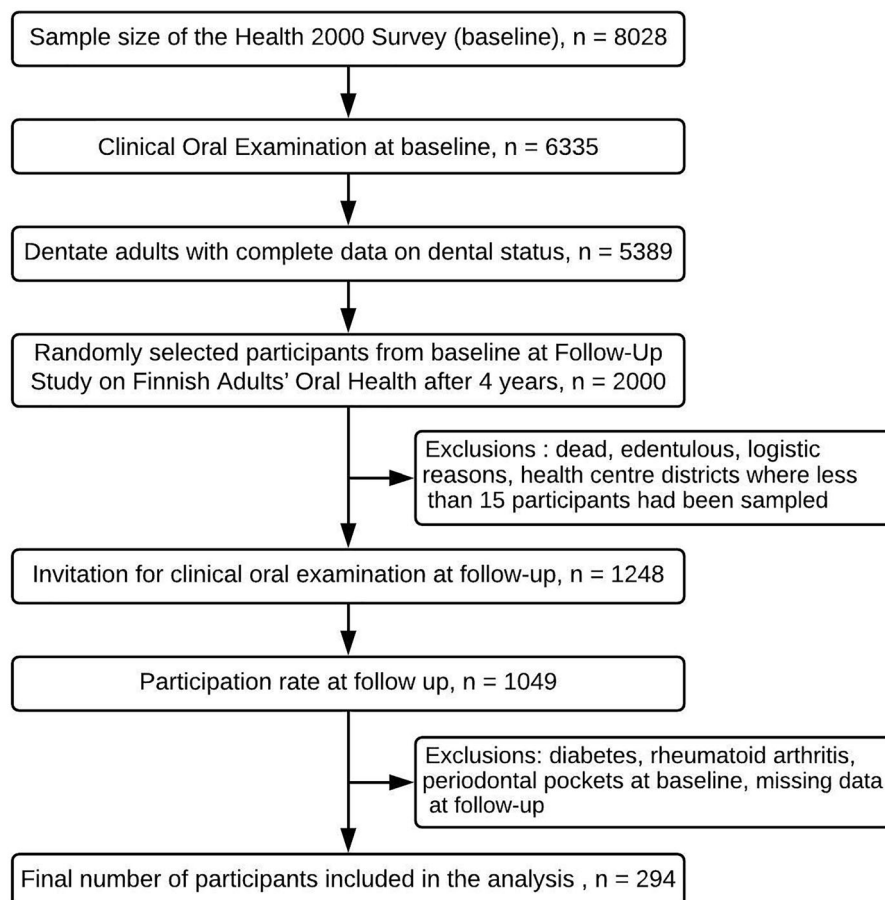 Sample size of the Health 2000 Survey (baseline), n = 8028
Clinical Oral Examination at baseline, n = 6335
Dentate adults with complete data on dental status, n = 5389
Randomly selected participants from baseline at Follow-Up
Study on Finnish Adults’ Oral Health after 4 years, n = 2000
Exclusions : dead, edentulous, logistic
reasons, health centre districts where less
than 15 participants had been sampled
Invitation for clinical oral examination at follow-up, n = 1248
Participation rate at follow up, n = 1049
Exclusions: diabetes, rheumatoid arthritis,
periodontal pockets at baseline, missing data
at follow-up
Final number of participants included in the analysis , n = 294